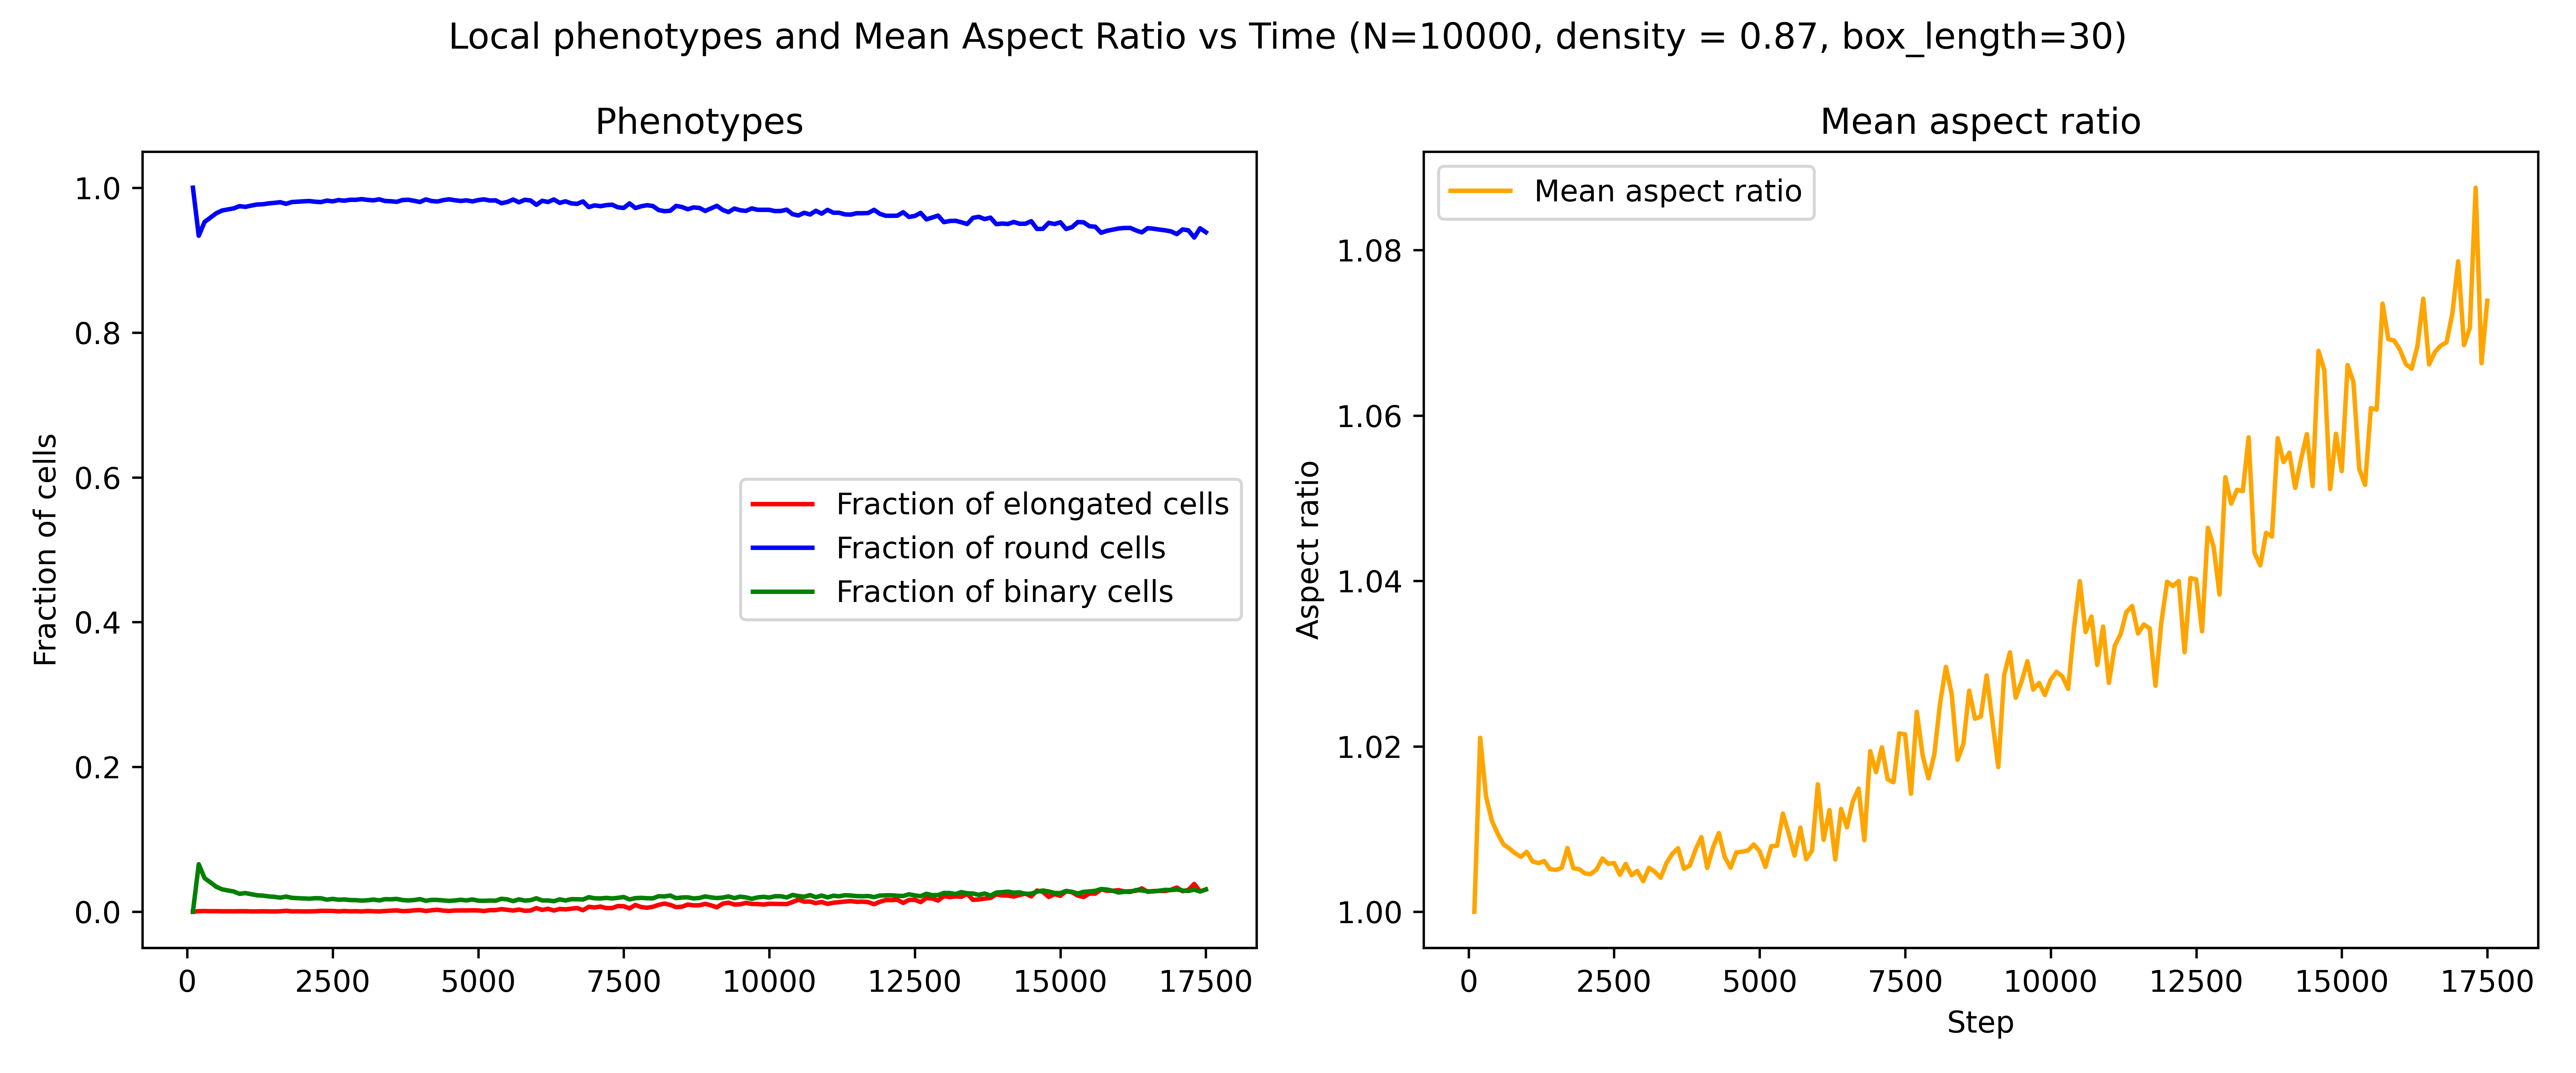 Local phenotypes and Mean Aspect Ratio vs Time (N=10000, density = 0.87, box_length=30)
Phenotypes
Fraction of cells
1.0
0.8
0.6
0.4
0.2
0.0
Fraction of elongated cells
Fraction of round cells
Fraction of binary cells
0 2500 5000 7500 10000 12500 15000 17500
Mean aspect ratio
Mean aspect ratio
Aspect ratio
1.08
1.06
1.04
1.02
1.00
0 2500 5000 7500 10000 12500 15000 17500
Step